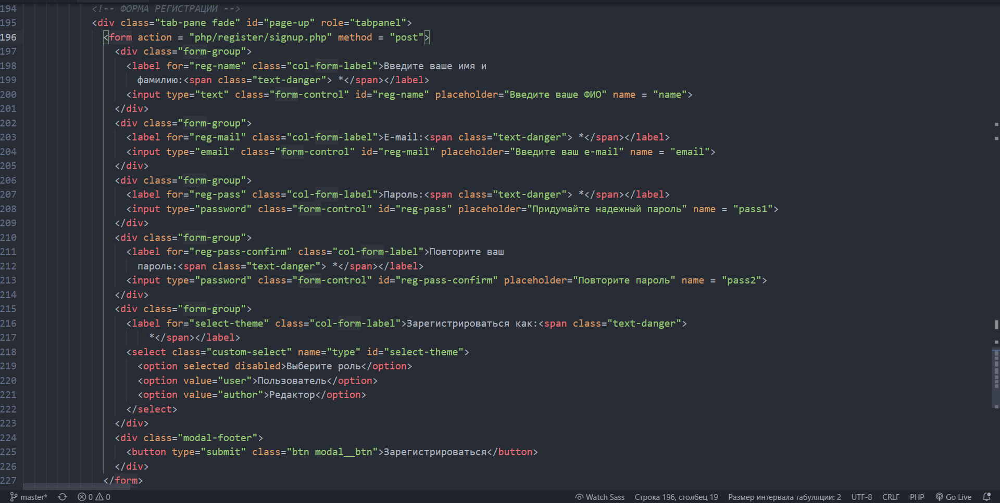 194 <!-- ФОРМА РЕГИСТРАЦИИ -->
195 <div class="tab-pane fade" id="page-up" role="tabpanel">
196 <form action = "php/register/signup.php" method = "post">
197 <div class="form-group">
198 <label for="reg-name" class="col-form-label">Введите ваше имя и
199 фамилию:<span class="text-danger"> *</span></label>
200 <input type="text" class="form-control" id="reg-name" placeholder="Введите ваше ФИО" name = "name">
201 </div>
202 <div class="form-group">
203 <label for="reg-mail" class="col-form-label">E-mail:<span class="text-danger"> *</span></label>
204 <input type="email" class="form-control" id="reg-mail" placeholder="Введите ваш e-mail" name = "email">
205 </div>
206 <div class="form-group">
207 <label for="reg-pass" class="col-form-label">Пароль:<span class="text-danger"> *</span></label>
208 <input type="password" class="form-control" id="reg-pass" placeholder="Придумайте надежный пароль" name = "pass1">
209 </div>
210 <div class="form-group">
211 <label for="reg-pass-confirm" class="col-form-label">Повторите ваш
212 пароль:<span class="text-danger"> *</span></label>
213 <input type="password" class="form-control" id="reg-pass-confirm" placeholder="Повторите пароль" name = "pass2">
214 </div>
215 <div class="form-group">
216 <label for="select-theme" class="col-form-label">Зарегистрироваться как:<span class="text-danger">
217 *</span></label>
218 <select class="custom-select" name="type" id="select-theme">
219 <option selected disabled>Выберите роль</option>
220 <option value="user">Пользователь</option>
221 <option value="author">Редактор</option>
222 </select>
223 </div>
224 <div class="modal-footer">
225 <button type="submit" class="btn modal__btn">Зарегистрироваться</button>
226 </div>
227 </form>
master* 0 0 Watch Sass Строка 196, столбец 19 Размер интервала табуляции: 2 UTF-8 CRLF PHP Go Live